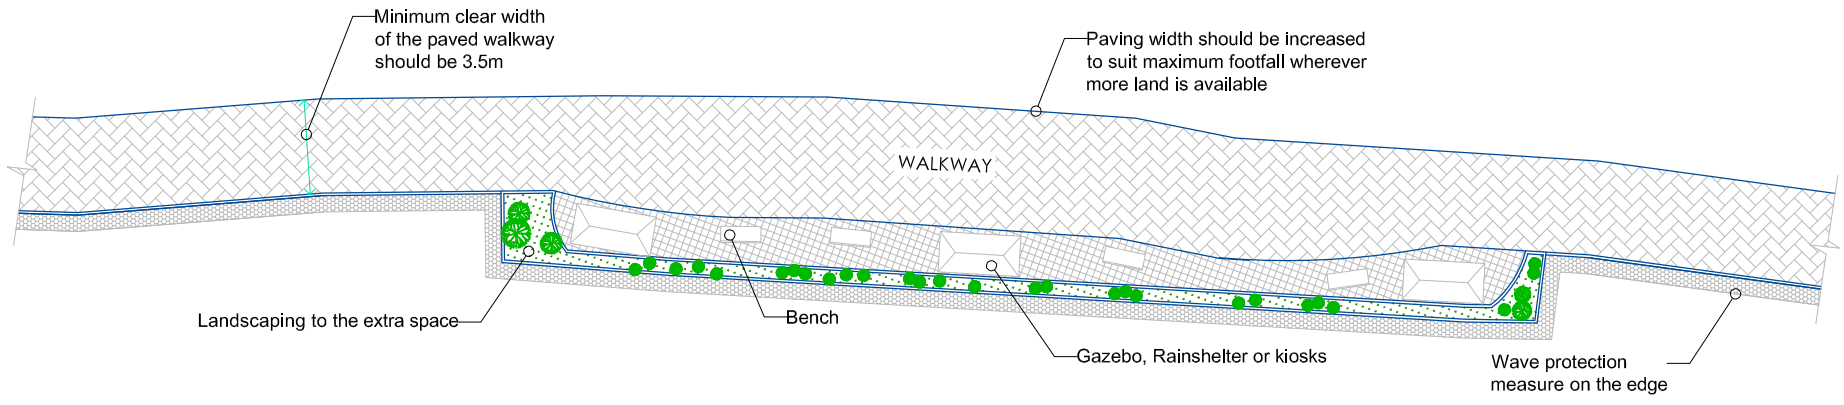 Minimum clear width
of the paved walkway
should be 3.5m
Paving width should be increased
to suit maximum footfall wherever
more land is available
WALKWAY
Landscaping to the extra space
Bench
Gazebo, Rainshelter or kiosks
Wave protection
measure on the edge